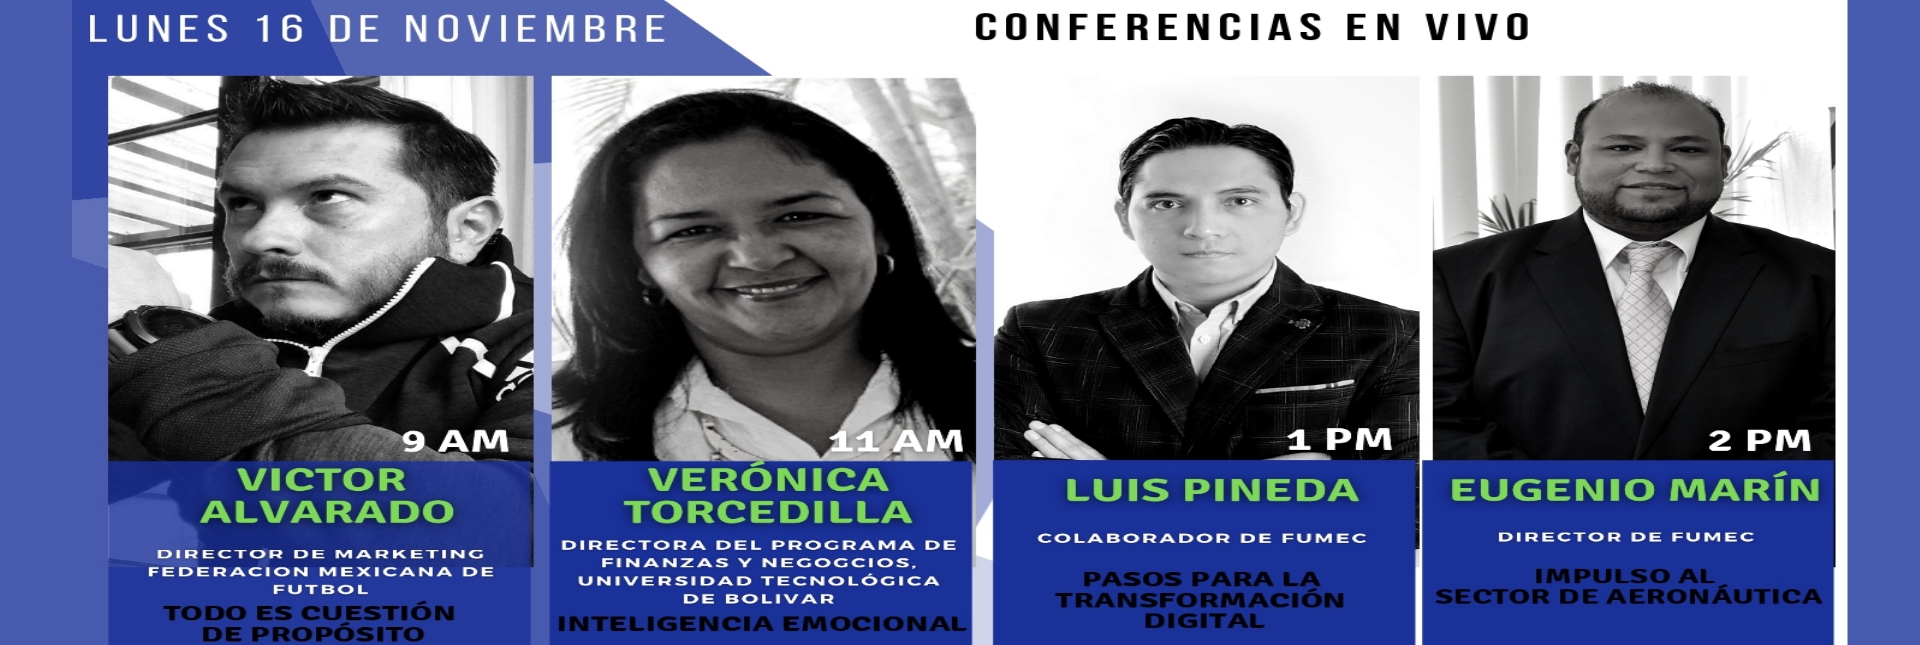 LUNES 16 DE NOVIEMBRE
CONFERENCIAS EN VIVO
9 AM
VICTOR
ALVARADO
DIRECTOR DE MARKETING
FEDERACION MEXICANA DE
FUTBOL
TODO ES CUESTIÓN
DE PROPÓSITO
11 AM
VERÓNICA
TORCEDILLA
DIRECTORA DEL PROGRAMA DE
FINANZAS Y NEGOGCIOS,
UNIVERSIDAD TECNOLÓGICA
DE BOLIVAR
INTELIGENCIA EMOCIONAL
1 PM
LUIS PINEDA
COLABORADOR DE FUMEC
PASOS PARA LA
TRANSFORMACIÓN
DIGITAL
2 PM
EUGENIO MARÍN
DIRECTOR DE FUMEC
IMPULSO AL
SECTOR DE AERONÁUTICA